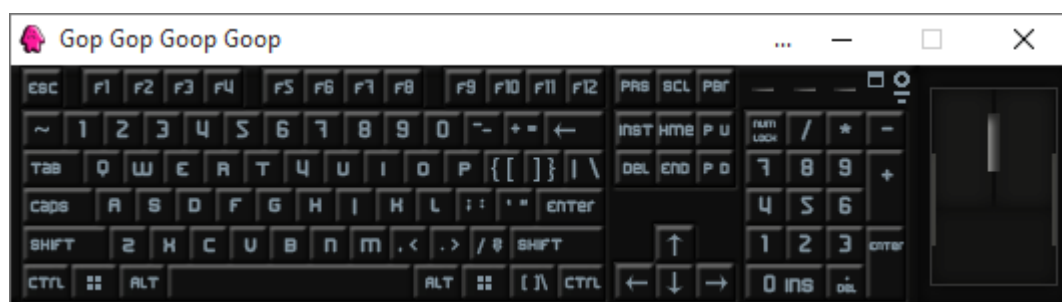 Gop Gop Goop Goop ...
ESC F1 F2 F3 F4 F5 F6 F7 F8 F9 F10 F11 F12 PRS SCL PBr
~ 1 2 3 4 5 6 7 8 9 0 -_ += ← INST HME P U NUM LOCK / * -
TAB Q W E R T Y U I O P {[ ]} | \ DEL END P D 7 8 9 +
CAPS A S D F G H J K L ;: '" ENTER 4 5 6
SHIFT Z X C V B N M ,< .> /? SHIFT ↑ 1 2 3 ENTER
CTRL ALT ALT [ ]\ CTRL ← ↓ → 0 INS . DEL